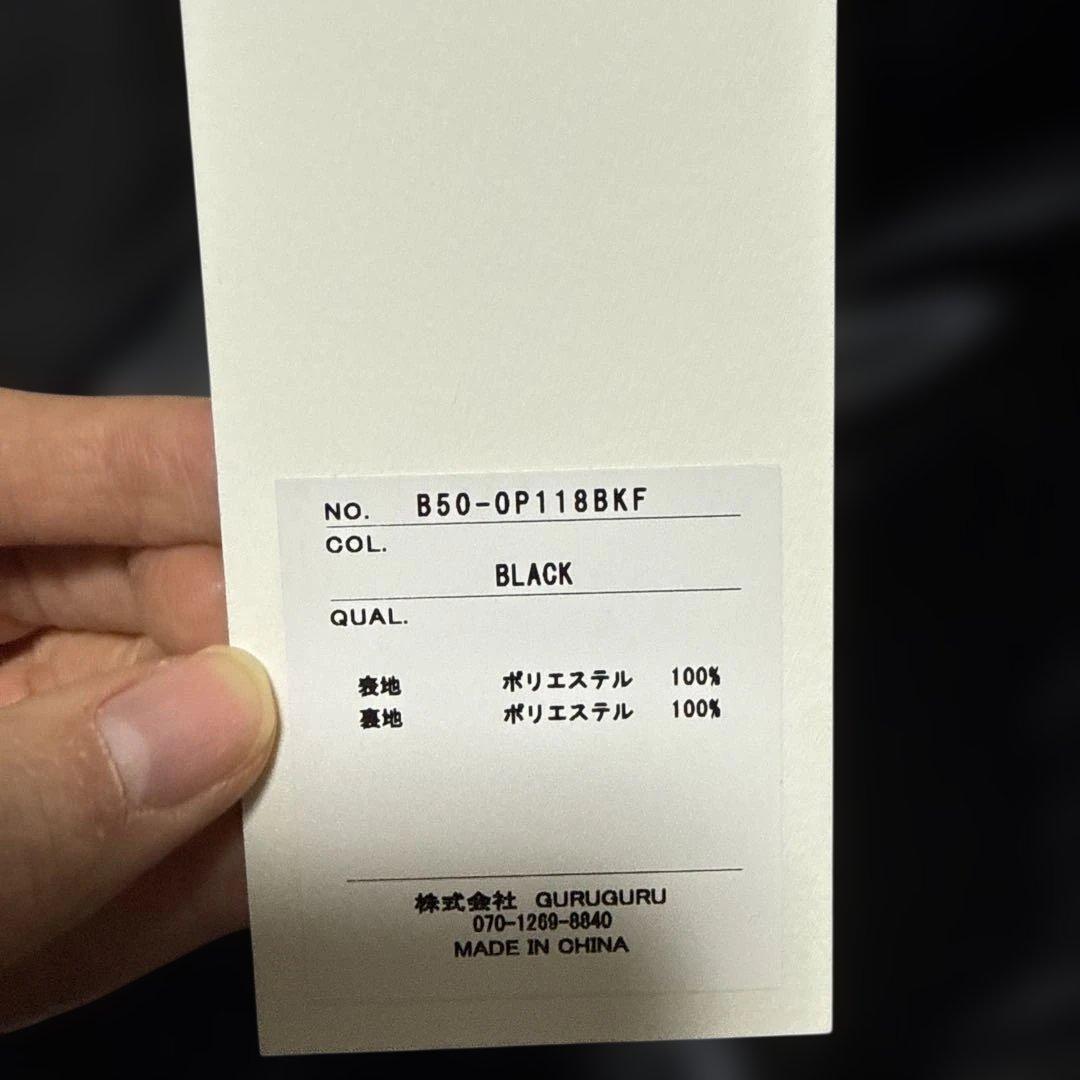 NO. B50-OP118BKF
COL.
BLACK
QUAL.
表地 ポリエステル 100%
裏地 ポリエステル 100%
株式会社 GURUGURU
070-1269-8840
MADE IN CHINA